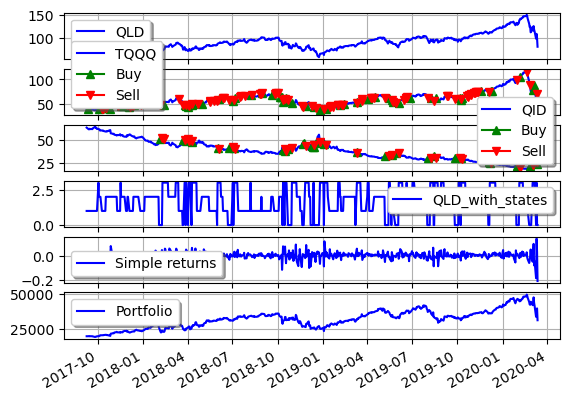 150
100
QLD
TQQQ
Buy
Sell
100
50
QID
Buy
Sell
50
25
2.5
0.0
QLD_with_states
0.0
−0.2
Simple returns
50000
25000
Portfolio
2017-10
2018-01
2018-04
2018-07
2018-10
2019-01
2019-04
2019-07
2019-10
2020-01
2020-04